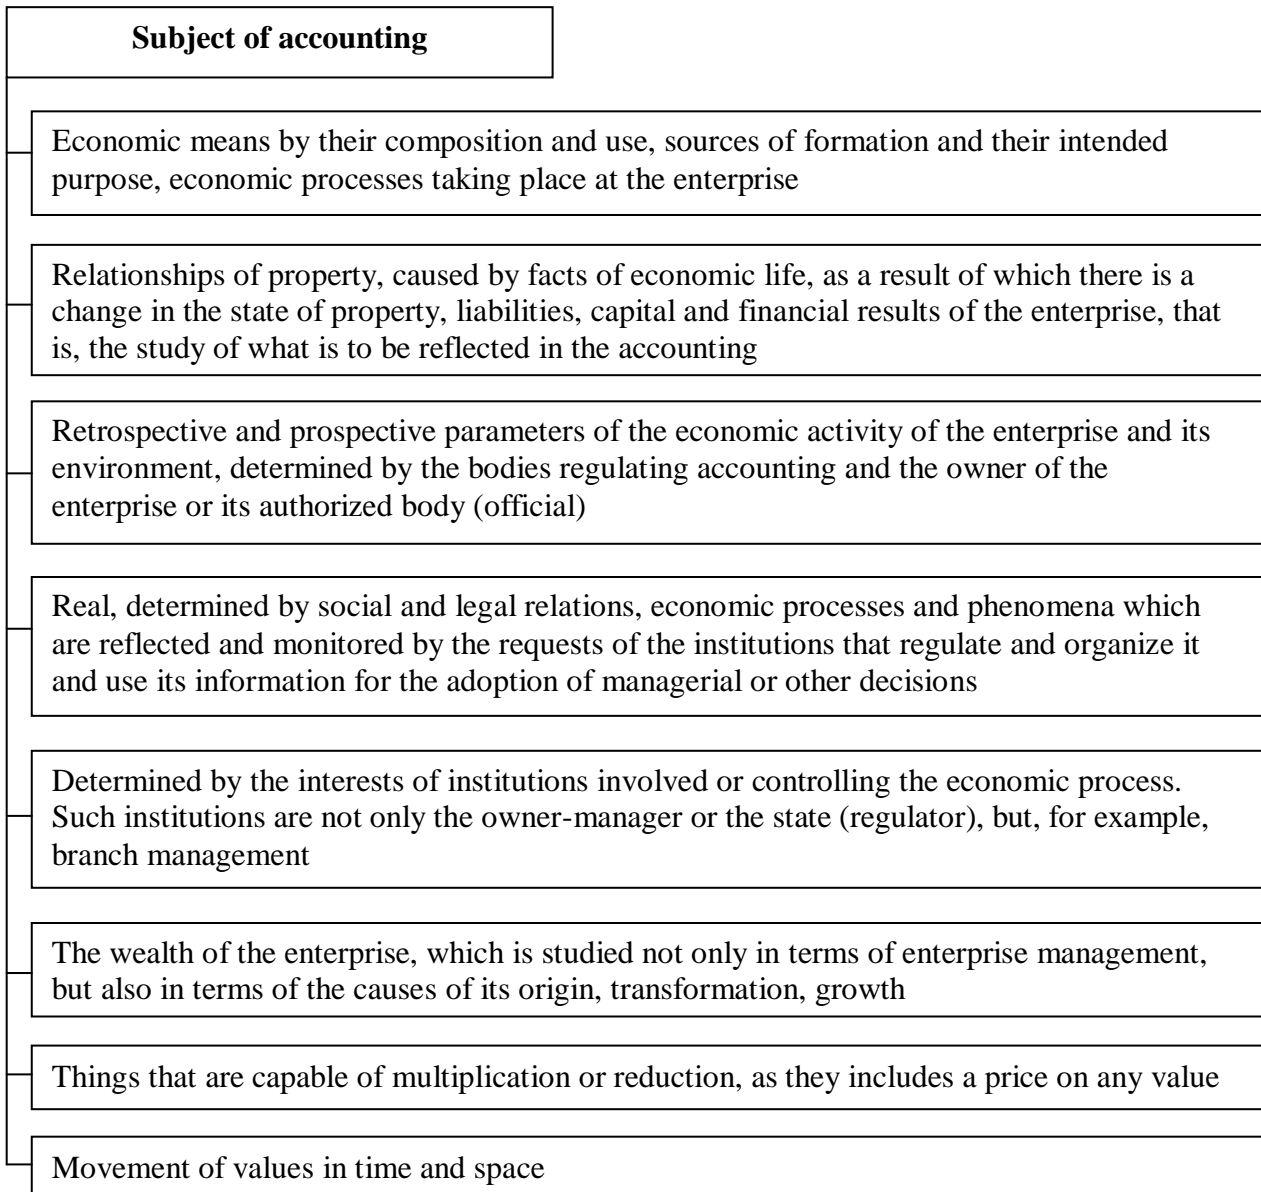 Subject of accounting
Economic means by their composition and use, sources of formation and their intended
purpose, economic processes taking place at the enterprise
Relationships of property, caused by facts of economic life, as a result of which there is a
change in the state of property, liabilities, capital and financial results of the enterprise, that
is, the study of what is to be reflected in the accounting
Retrospective and prospective parameters of the economic activity of the enterprise and its
environment, determined by the bodies regulating accounting and the owner of the
enterprise or its authorized body (official)
Real, determined by social and legal relations, economic processes and phenomena which
are reflected and monitored by the requests of the institutions that regulate and organize it
and use its information for the adoption of managerial or other decisions
Determined by the interests of institutions involved or controlling the economic process.
Such institutions are not only the owner-manager or the state (regulator), but, for example,
branch management
The wealth of the enterprise, which is studied not only in terms of enterprise management,
but also in terms of the causes of its origin, transformation, growth
Things that are capable of multiplication or reduction, as they includes a price on any value
Movement of values in time and space